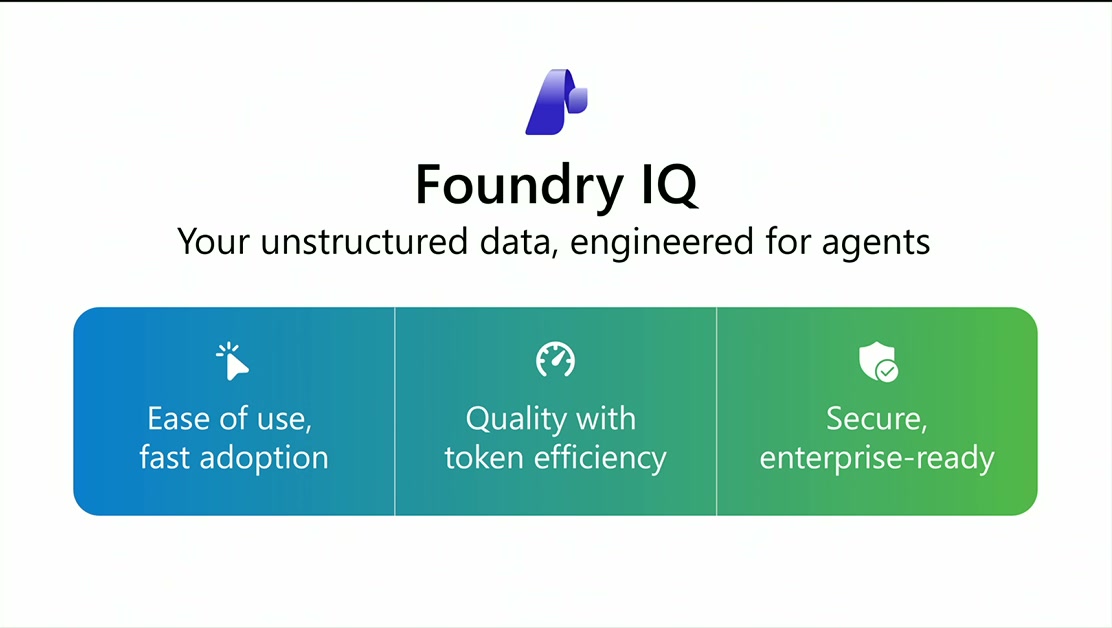 Foundry IQ
Your unstructured data, engineered for agents
Ease of use,
fast adoption
Quality with
token efficiency
Secure,
enterprise-ready